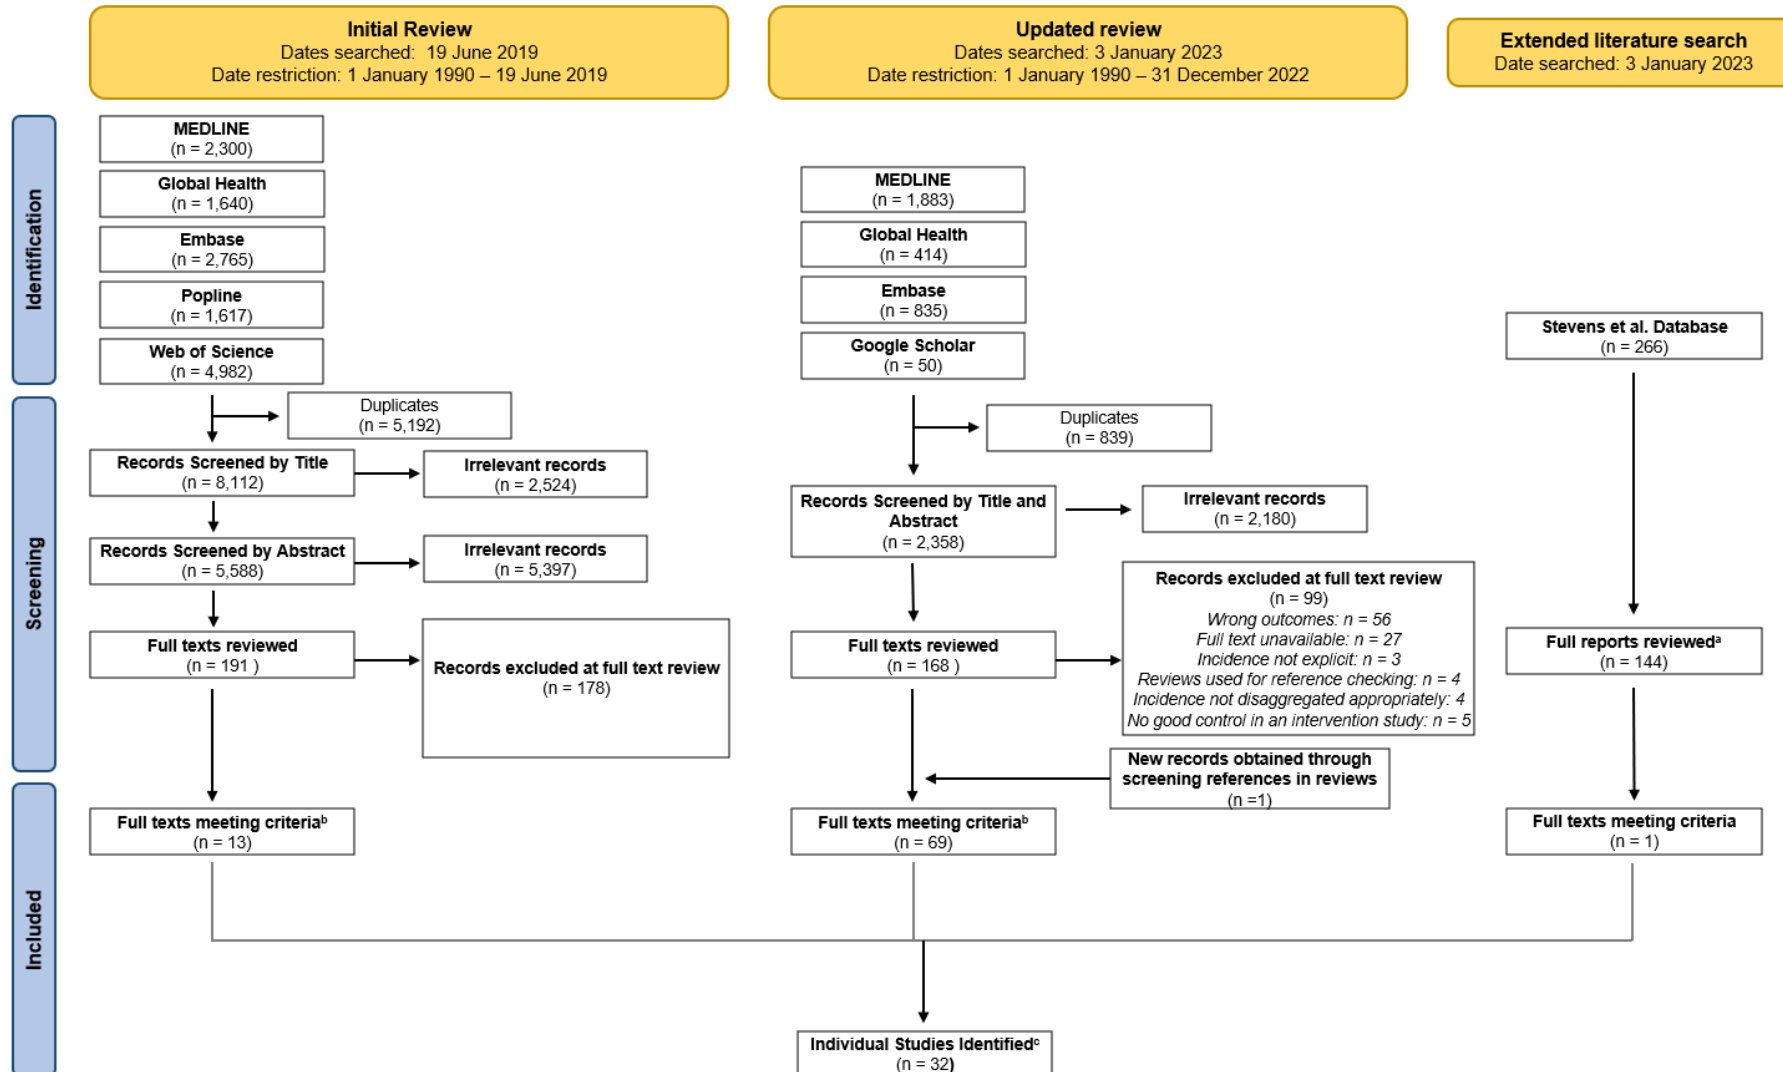 Initial Review
Dates searched:  19 June 2019
Date restriction: 1 January 1990 – 19 June 2019
Updated review
Dates searched: 3 January 2023
Date restriction: 1 January 1990 – 31 December 2022
Extended literature search
Date searched: 3 January 2023
Identification
MEDLINE
(n = 2,300)
Global Health
(n = 1,640)
Embase
(n = 2,765)
Popline
(n = 1,617)
Web of Science
(n = 4,982)
MEDLINE
(n = 1,883)
Global Health
(n = 414)
Embase
(n = 835)
Google Scholar
(n = 50)
Stevens et al. Database
(n = 266)
Screening
Duplicates
(n = 5,192)
Records Screened by Title
(n = 8,112)
Irrelevant records
(n = 2,524)
Records Screened by Abstract
(n = 5,588)
Irrelevant records
(n = 5,397)
Full texts reviewed
(n = 191 )
Records excluded at full text review
(n = 178)
Duplicates
(n = 839)
Records Screened by Title and
Abstract
(n = 2,358)
Irrelevant records
(n = 2,180)
Full texts reviewed
(n = 168 )
Records excluded at full text review
(n = 99)
Wrong outcomes: n = 56
Full text unavailable: n = 27
Incidence not explicit: n = 3
Reviews used for reference checking: n = 4
Incidence not disaggregated appropriately: 4
No good control in an intervention study: n = 5
New records obtained through
screening references in reviews
(n =1)
Full reports reviewedᵃ
(n = 144)
Included
Full texts meeting criteriaᵇ
(n = 13)
Full texts meeting criteriaᵇ
(n = 69)
Full texts meeting criteria
(n = 1)
Individual Studies Identifiedᶜ
(n = 32)